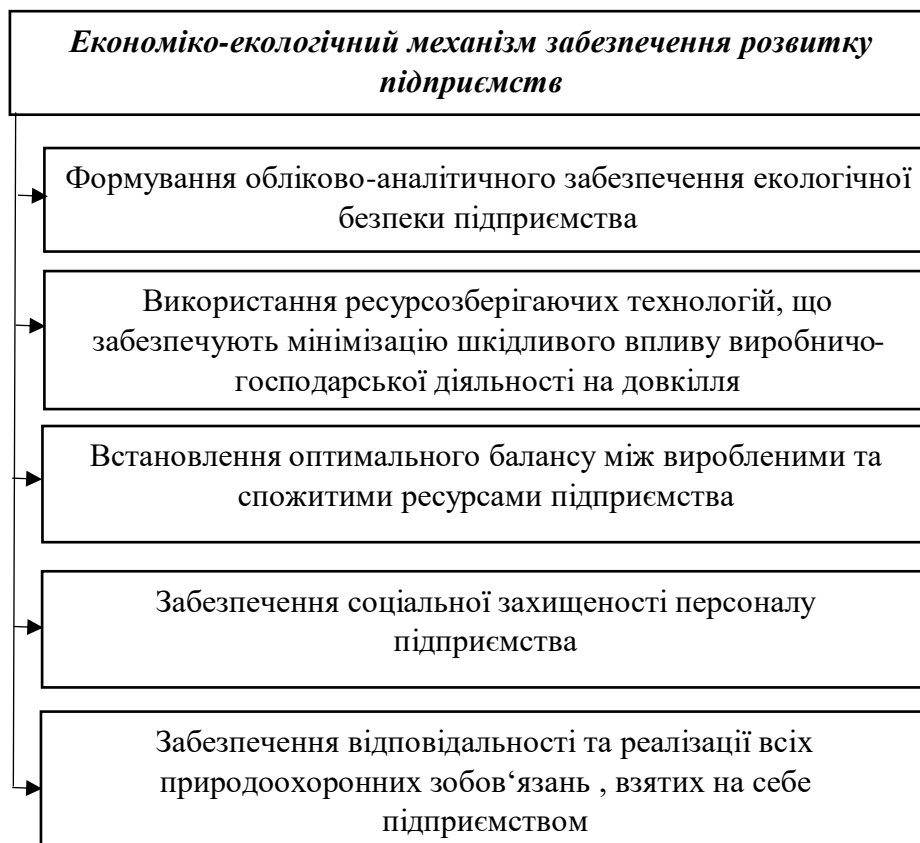 Економіко-екологічний механізм забезпечення розвитку
підприємств
Формування обліково-аналітичного забезпечення екологічної
безпеки підприємства
Використання ресурсозберігаючих технологій, що
забезпечують мінімізацію шкідливого впливу виробничо-
господарської діяльності на довкілля
Встановлення оптимального балансу між виробленими та
спожитими ресурсами підприємства
Забезпечення соціальної захищеності персоналу
підприємства
Забезпечення відповідальності та реалізації всіх
природоохоронних зобов‘язань , взятих на себе
підприємством